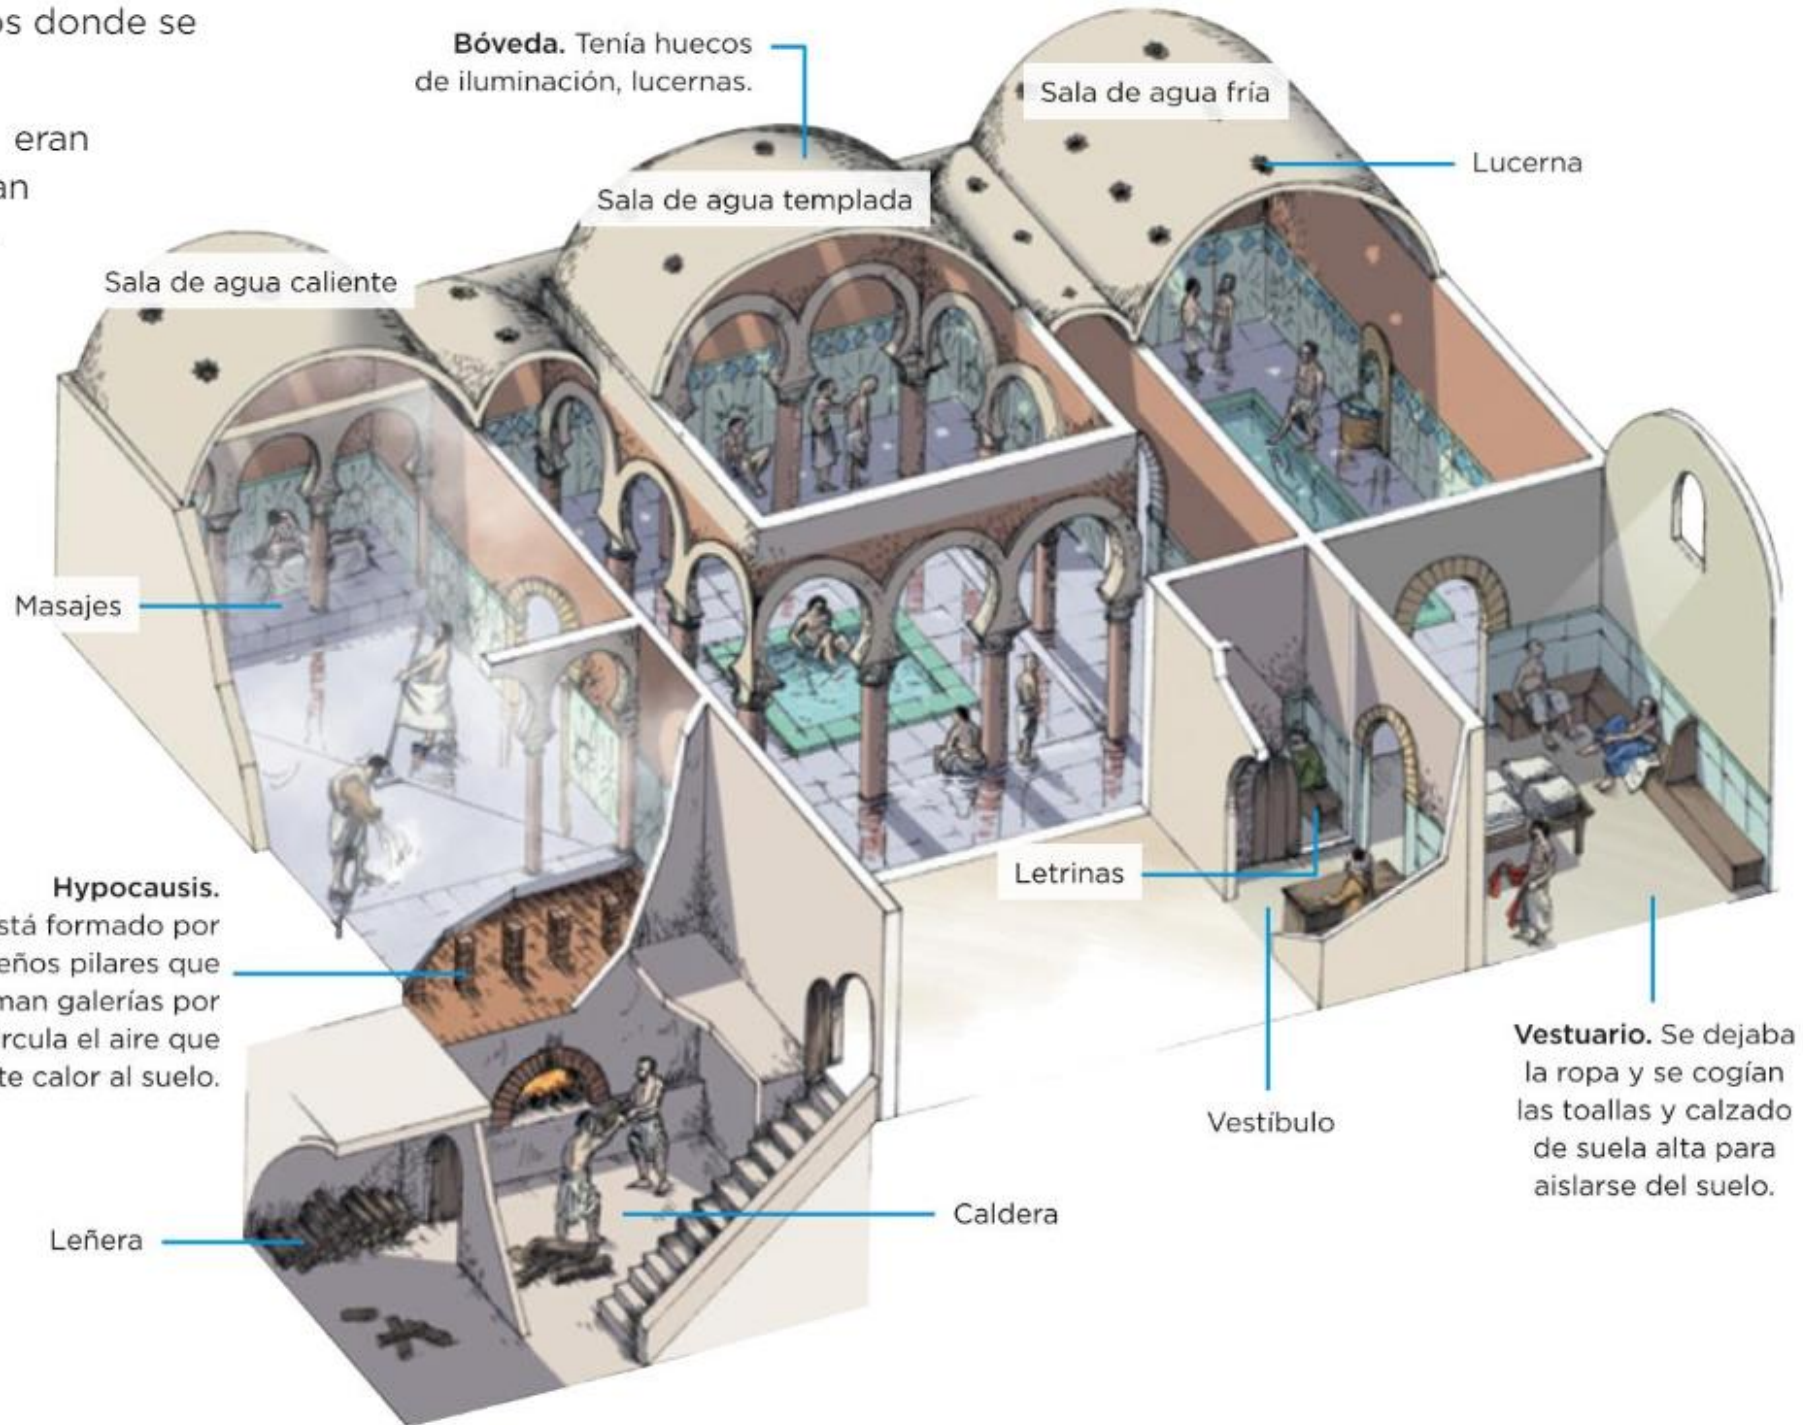 os donde se
eran
an
Bóveda. Tenía huecos
de iluminación, lucernas.
Sala de agua fría
Lucerna
Sala de agua templada
Sala de agua caliente
Masajes
Hypocausis.
stá formado por
eños pilares que
man galerías por
rcula el aire que
te calor al suelo.
Letrinas
Vestíbulo
Vestuario. Se dejaba
la ropa y se cogían
las toallas y calzado
de suela alta para
aislarse del suelo.
Leñera
Caldera